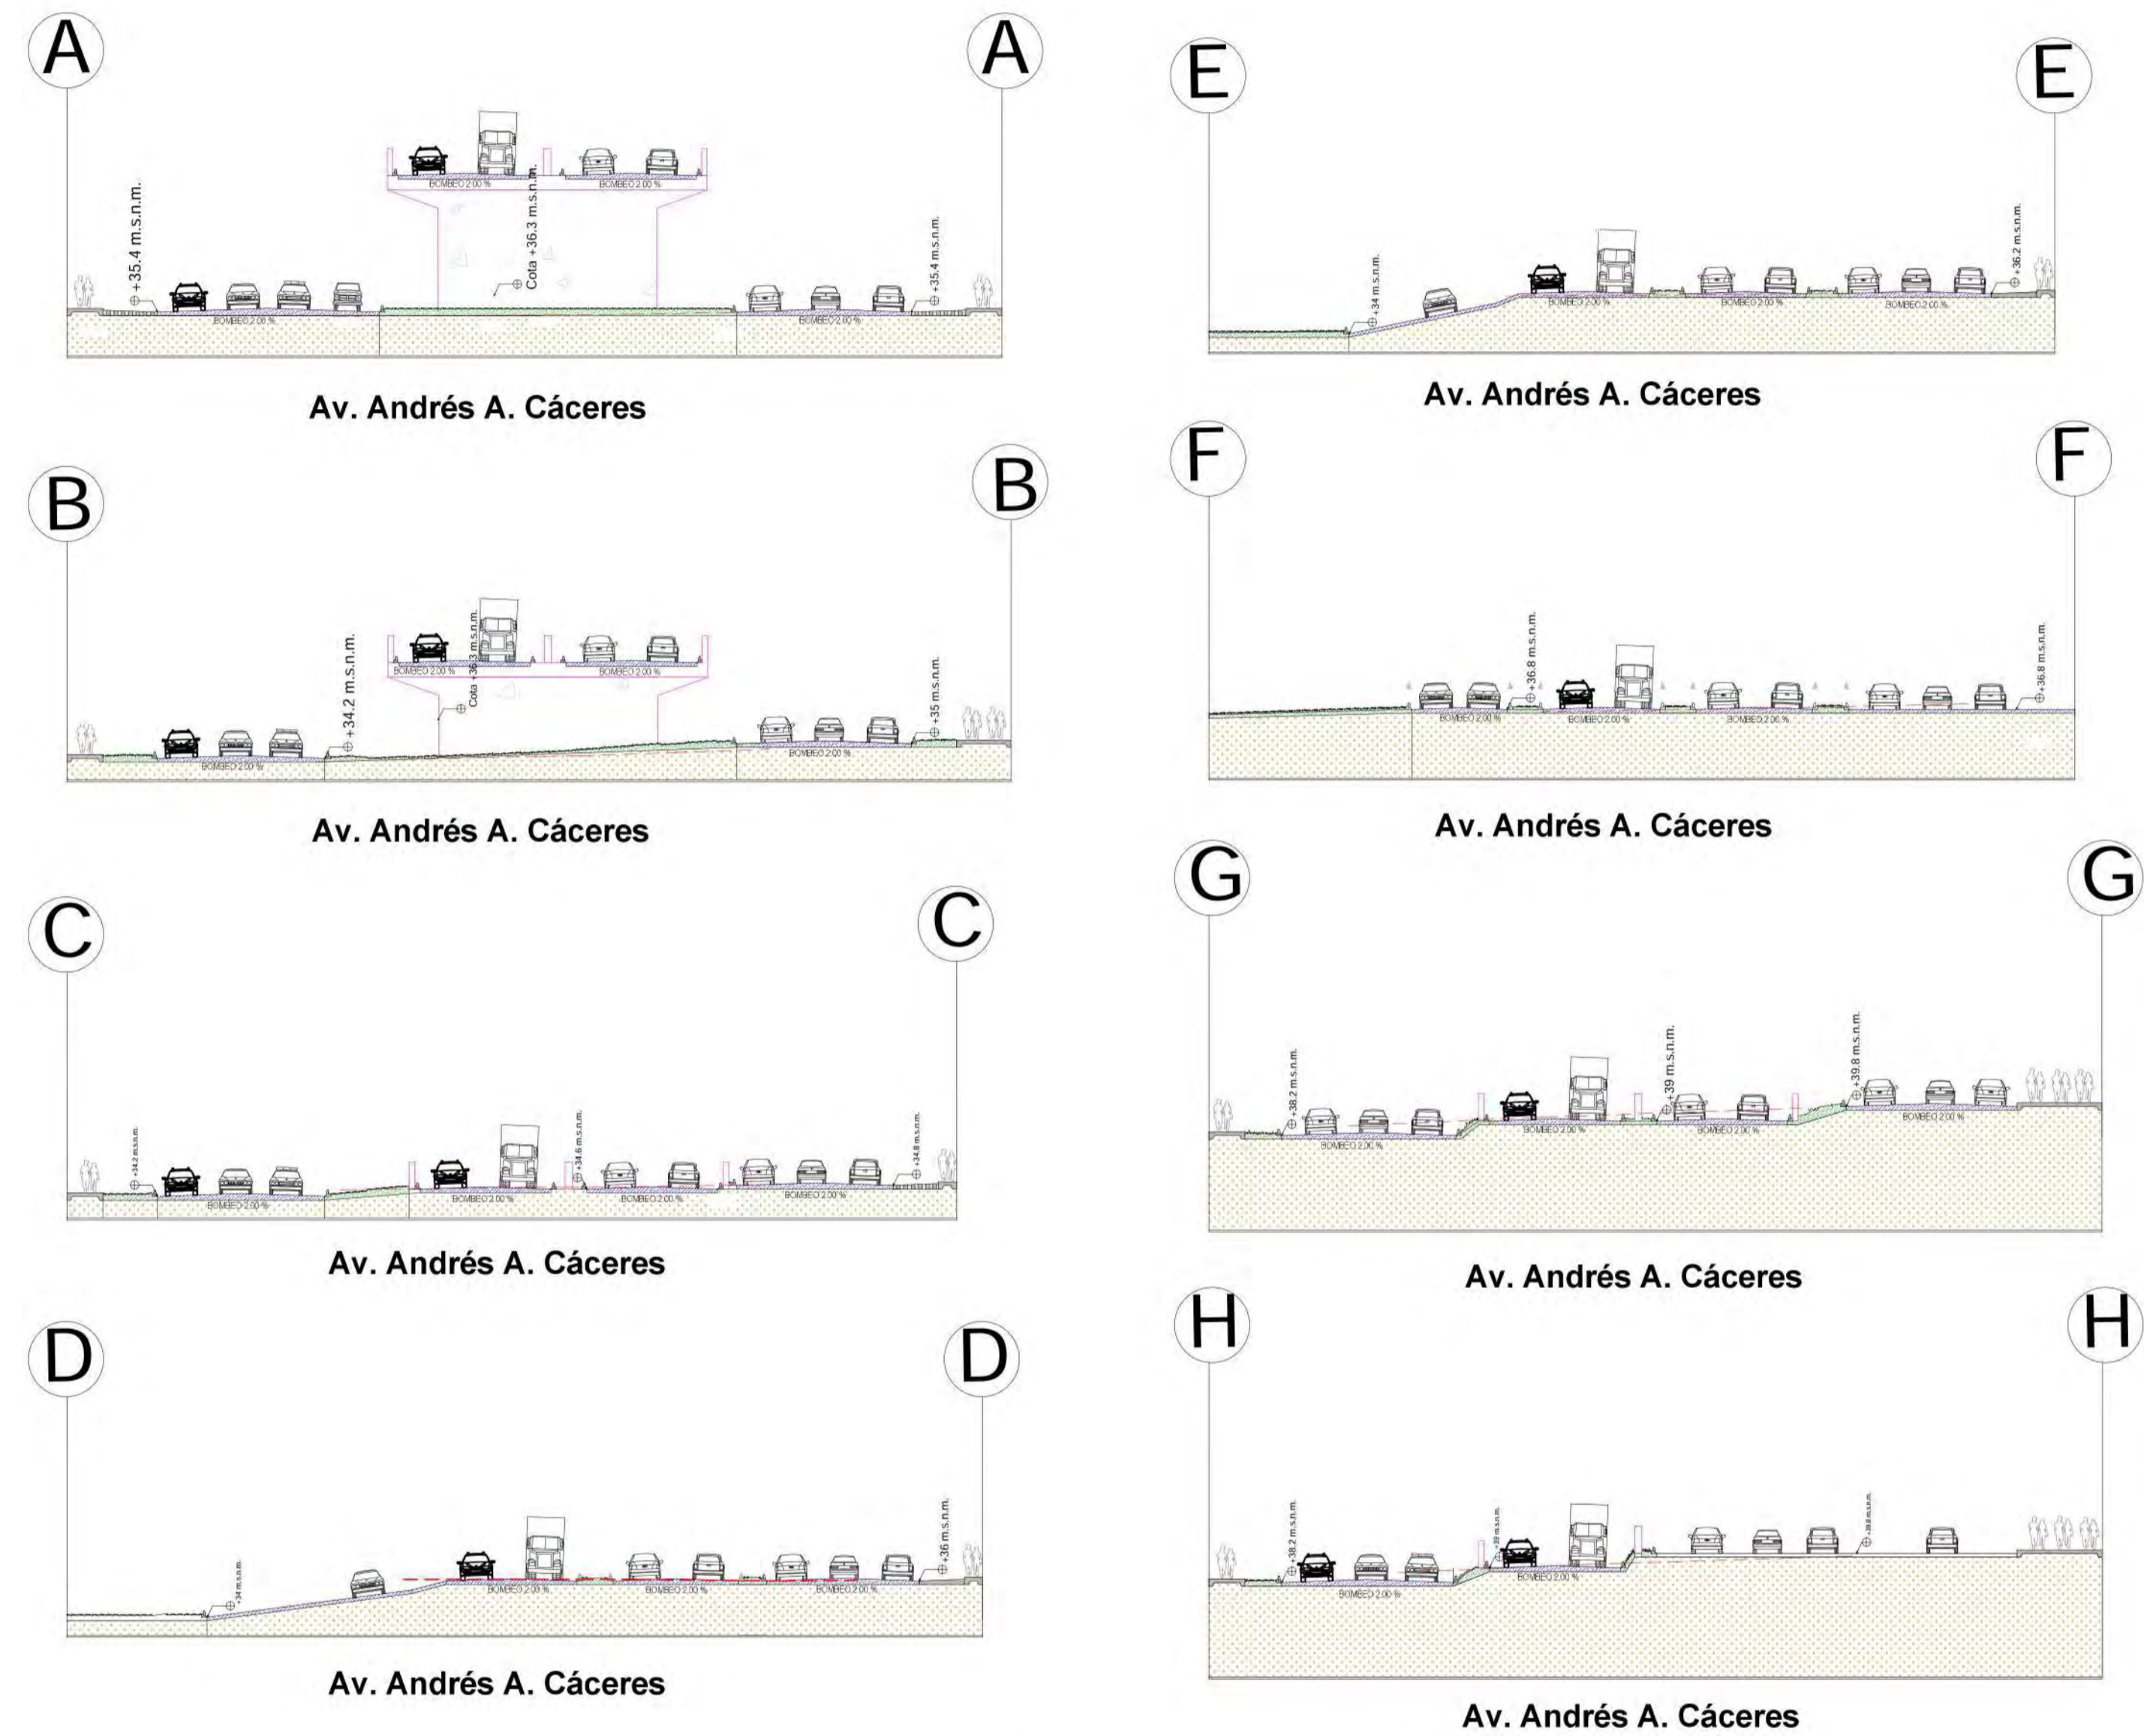 A
A
+35.4 m.s.n.m.
BOMBEO 2.00 %
BOMBEO 2.00 %
Cota +36.3 m.s.n.m.
+35.4 m.s.n.m.
BOMBEO 2.00 %
BOMBEO 2.00 %
Av. Andrés A. Cáceres
B
B
+34.2 m.s.n.m.
Cota +36.3 m.s.n.m.
BOMBEO 2.00 %
BOMBEO 2.00 %
+35 m.s.n.m.
BOMBEO 2.00 %
BOMBEO 2.00 %
Av. Andrés A. Cáceres
C
C
+34.2 m.s.n.m.
+34.6 m.s.n.m.
+34.8 m.s.n.m.
BOMBEO 2.00 %
BOMBEO 2.00 %
BOMBEO 2.00 %
BOMBEO 2.00 %
Av. Andrés A. Cáceres
D
D
+34 m.s.n.m.
+36 m.s.n.m.
BOMBEO 2.00 %
BOMBEO 2.00 %
BOMBEO 2.00 %
Av. Andrés A. Cáceres
E
E
+34 m.s.n.m.
+36.2 m.s.n.m.
BOMBEO 2.00 %
BOMBEO 2.00 %
BOMBEO 2.00 %
Av. Andrés A. Cáceres
F
F
+36.8 m.s.n.m.
+36.8 m.s.n.m.
BOMBEO 2.00 %
BOMBEO 2.00 %
BOMBEO 2.00 %
Av. Andrés A. Cáceres
G
G
+38.2 m.s.n.m.
+39 m.s.n.m.
+39.8 m.s.n.m.
BOMBEO 2.00 %
BOMBEO 2.00 %
BOMBEO 2.00 %
BOMBEO 2.00 %
Av. Andrés A. Cáceres
H
H
+38.2 m.s.n.m.
BOMBEO 2.00 %
BOMBEO 2.00 %
Av. Andrés A. Cáceres